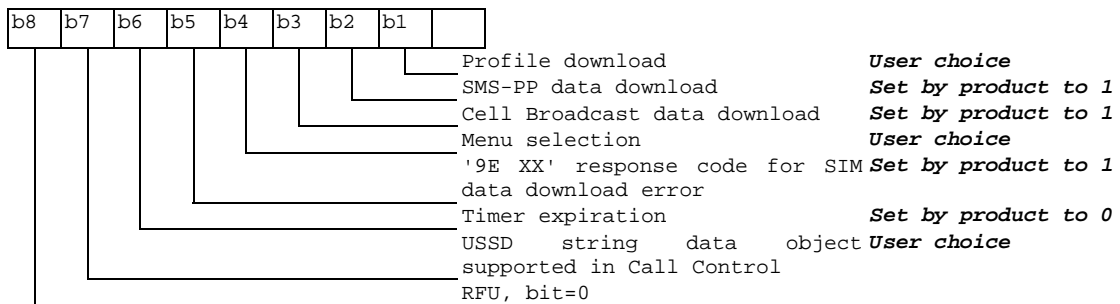 b8 b7 b6 b5 b4 b3 b2 b1
Profile download User choice
SMS-PP data download Set by product to 1
Cell Broadcast data download Set by product to 1
Menu selection User choice
'9E XX' response code for SIM Set by product to 1
data download error
Timer expiration Set by product to 0
USSD string data object User choice
supported in Call Control
RFU, bit=0